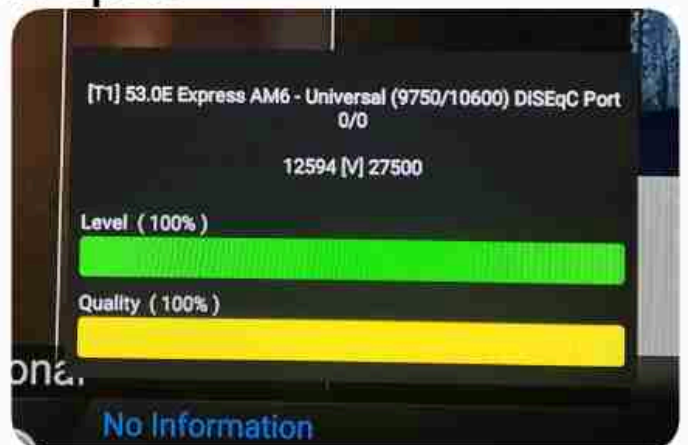 [T1] 53.0E Express AM6 - Universal (9750/10600) DiSEqC Port
0/0
12594 [V] 27500
Level ( 100% )
Quality ( 100% )
No Information